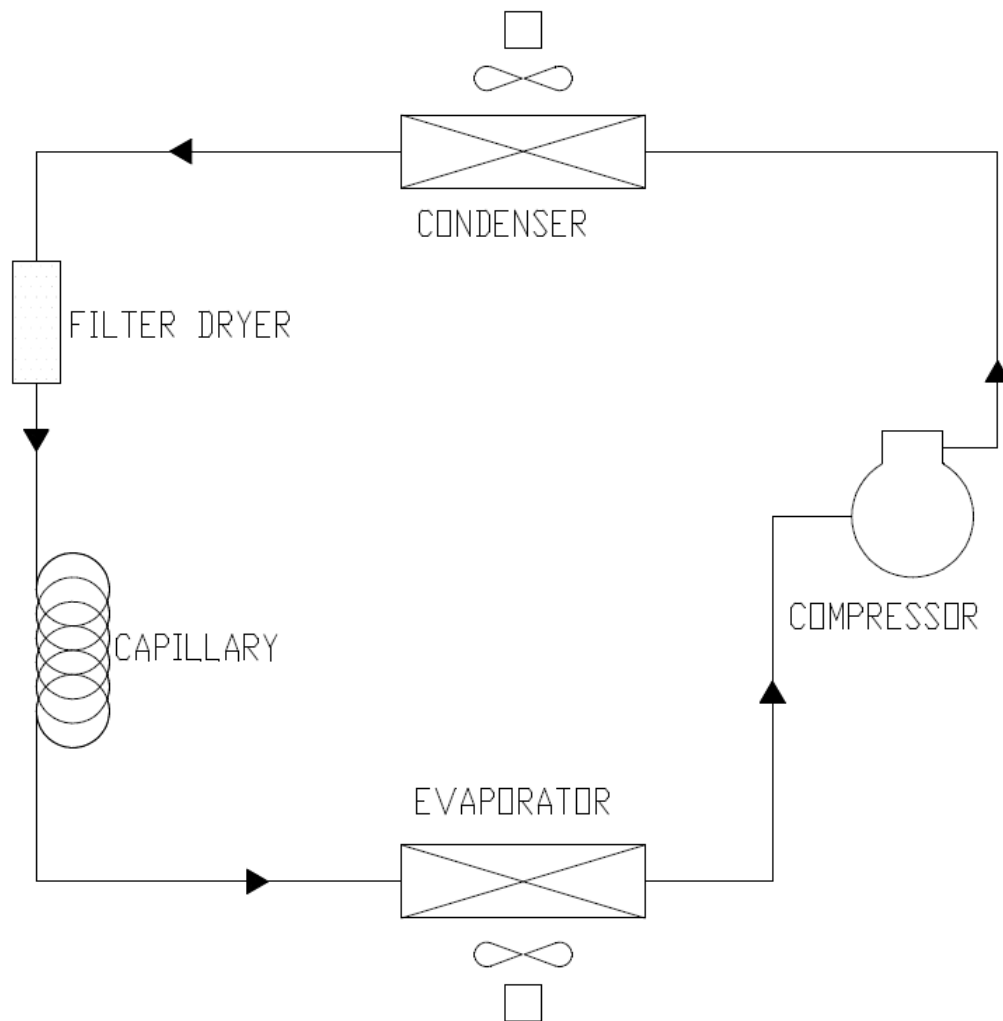 CONDENSER
FILTER DRYER
COMPRESSOR
CAPILLARY
EVAPORATOR